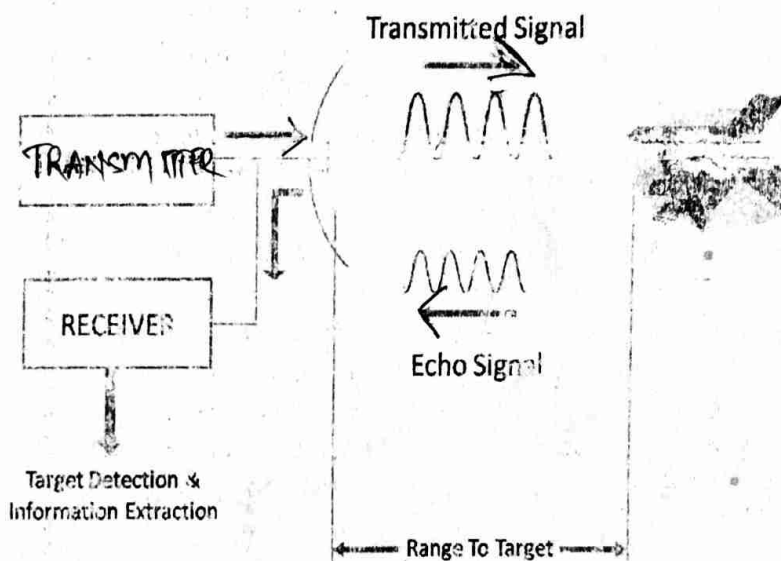 Transmitted Signal
TRANSMITTER
RECEIVER
Echo Signal
Target Detection &
Information Extraction
Range To Target